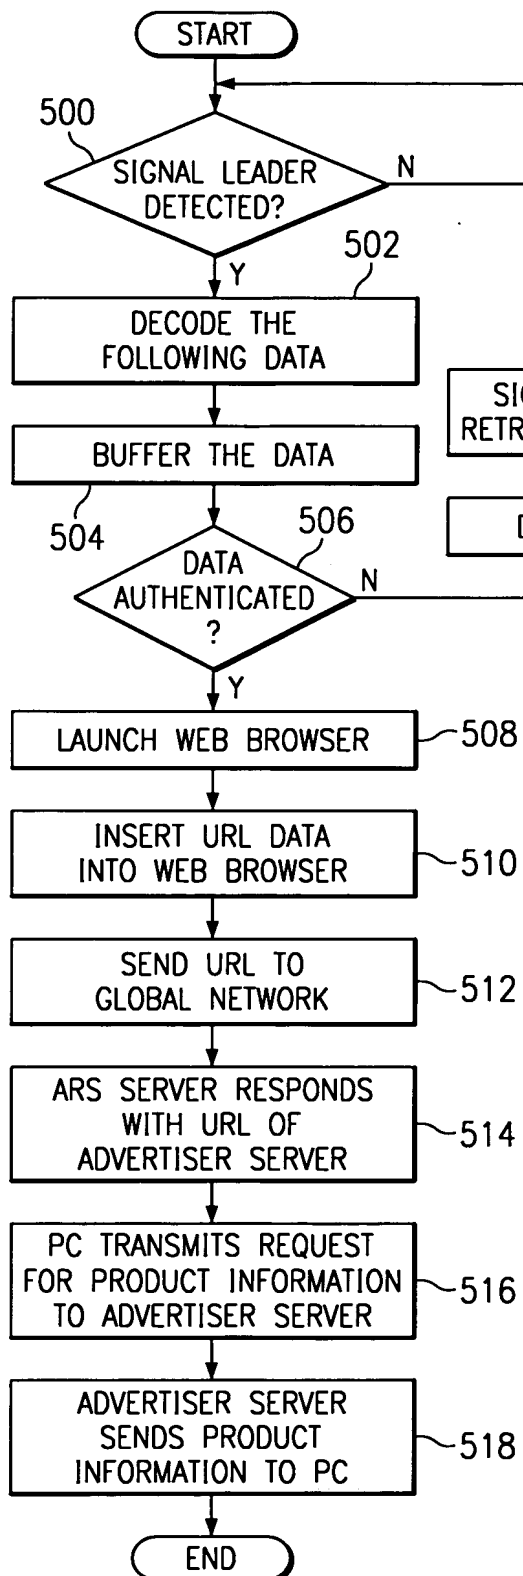 START
500
SIGNAL LEADER
DETECTED?
N
Y
502
DECODE THE
FOLLOWING DATA
BUFFER THE DATA
504
506
DATA
AUTHENTICATED
?
N
Y
LAUNCH WEB BROWSER
508
INSERT URL DATA
INTO WEB BROWSER
510
SEND URL TO
GLOBAL NETWORK
512
ARS SERVER RESPONDS
WITH URL OF
ADVERTISER SERVER
514
PC TRANSMITS REQUEST
FOR PRODUCT INFORMATION
TO ADVERTISER SERVER
516
ADVERTISER SERVER
SENDS PRODUCT
INFORMATION TO PC
518
END